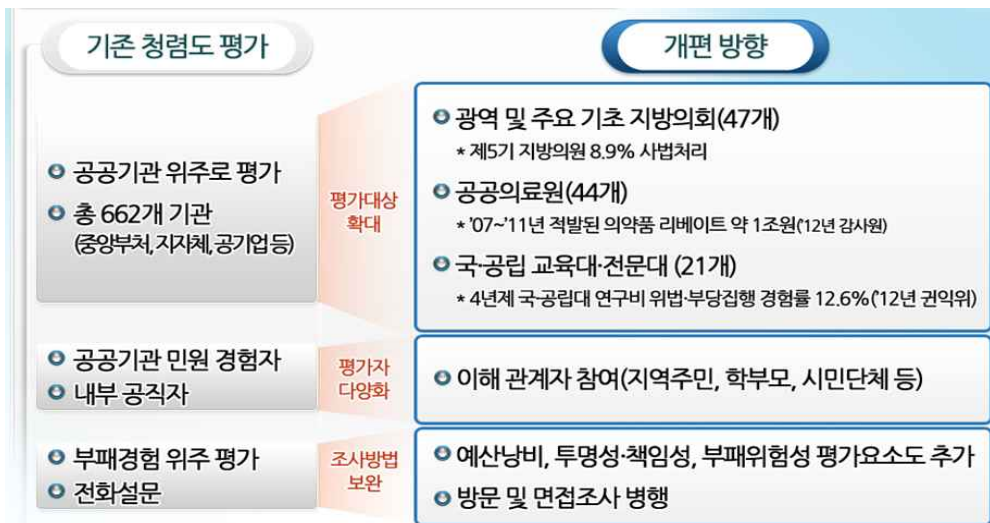 기존 청렴도 평가
개편 방향
공공기관 위주로 평가
총 662개 기관
(중앙부처, 지자체, 공기업 등)
평가대상
확대
광역 및 주요 기초 지방의회(47개)
* 제5기 지방의원 8.9% 사법처리
공공의료원(44개)
* '07~'11년 적발된 의약품 리베이트 약 1조원('12년 감사원)
국·공립 교육대·전문대 (21개)
* 4년제 국·공립대 연구비 위법·부당집행 경험률 12.6%('12년 권익위)
공공기관 민원 경험자
내부 공직자
평가자
다양화
이해 관계자 참여(지역주민, 학부모, 시민단체 등)
부패경험 위주 평가
전화설문
조사방법
보완
예산낭비, 투명성·책임성, 부패위험성 평가요소도 추가
방문 및 면접조사 병행